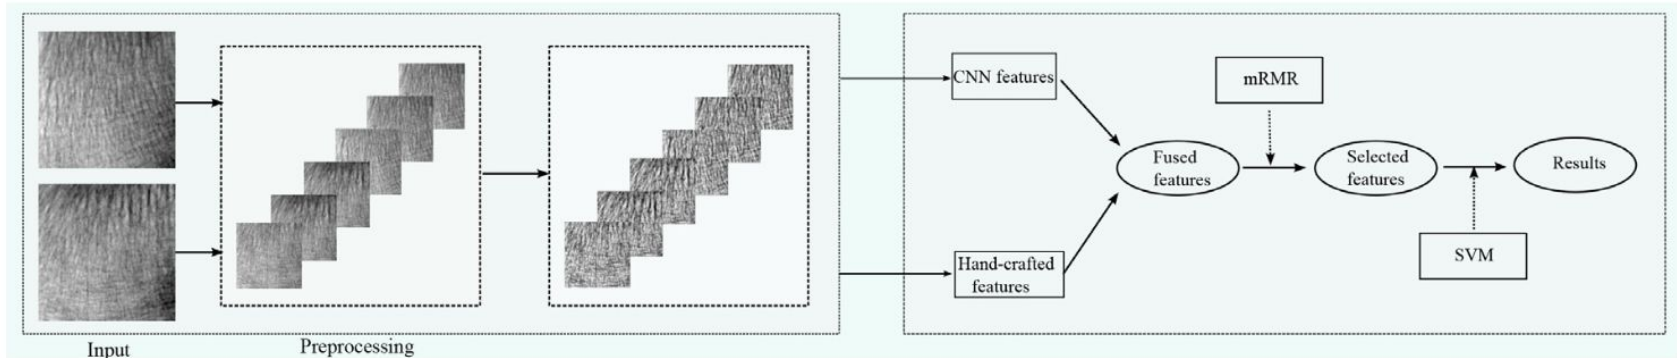 CNN features
mRMR
Fused
features
Selected
features
Results
Hand-crafted
features
SVM
Input
Preprocessing